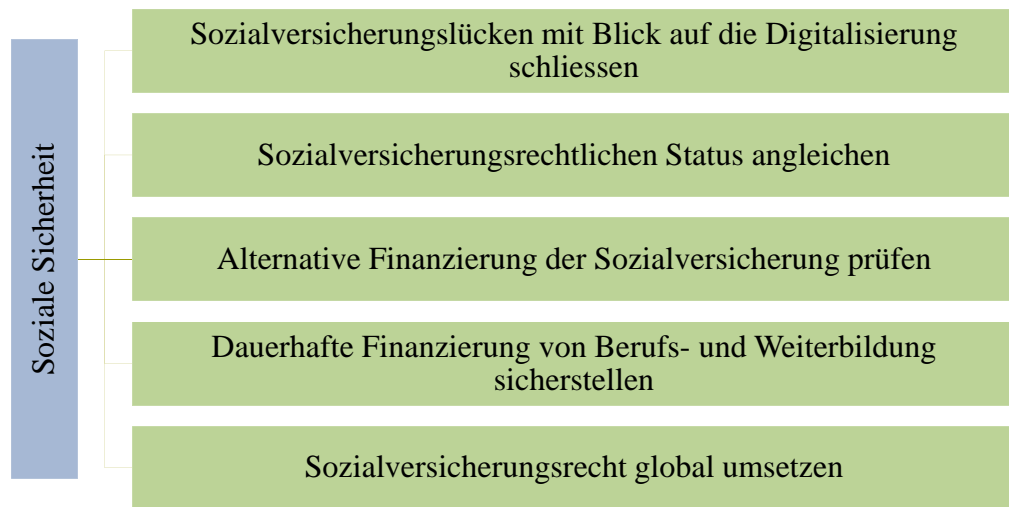 Soziale Sicherheit
Sozialversicherungslücken mit Blick auf die Digitalisierung
schliessen
Sozialversicherungsrechtlichen Status angleichen
Alternative Finanzierung der Sozialversicherung prüfen
Dauerhafte Finanzierung von Berufs- und Weiterbildung
sicherstellen
Sozialversicherungsrecht global umsetzen